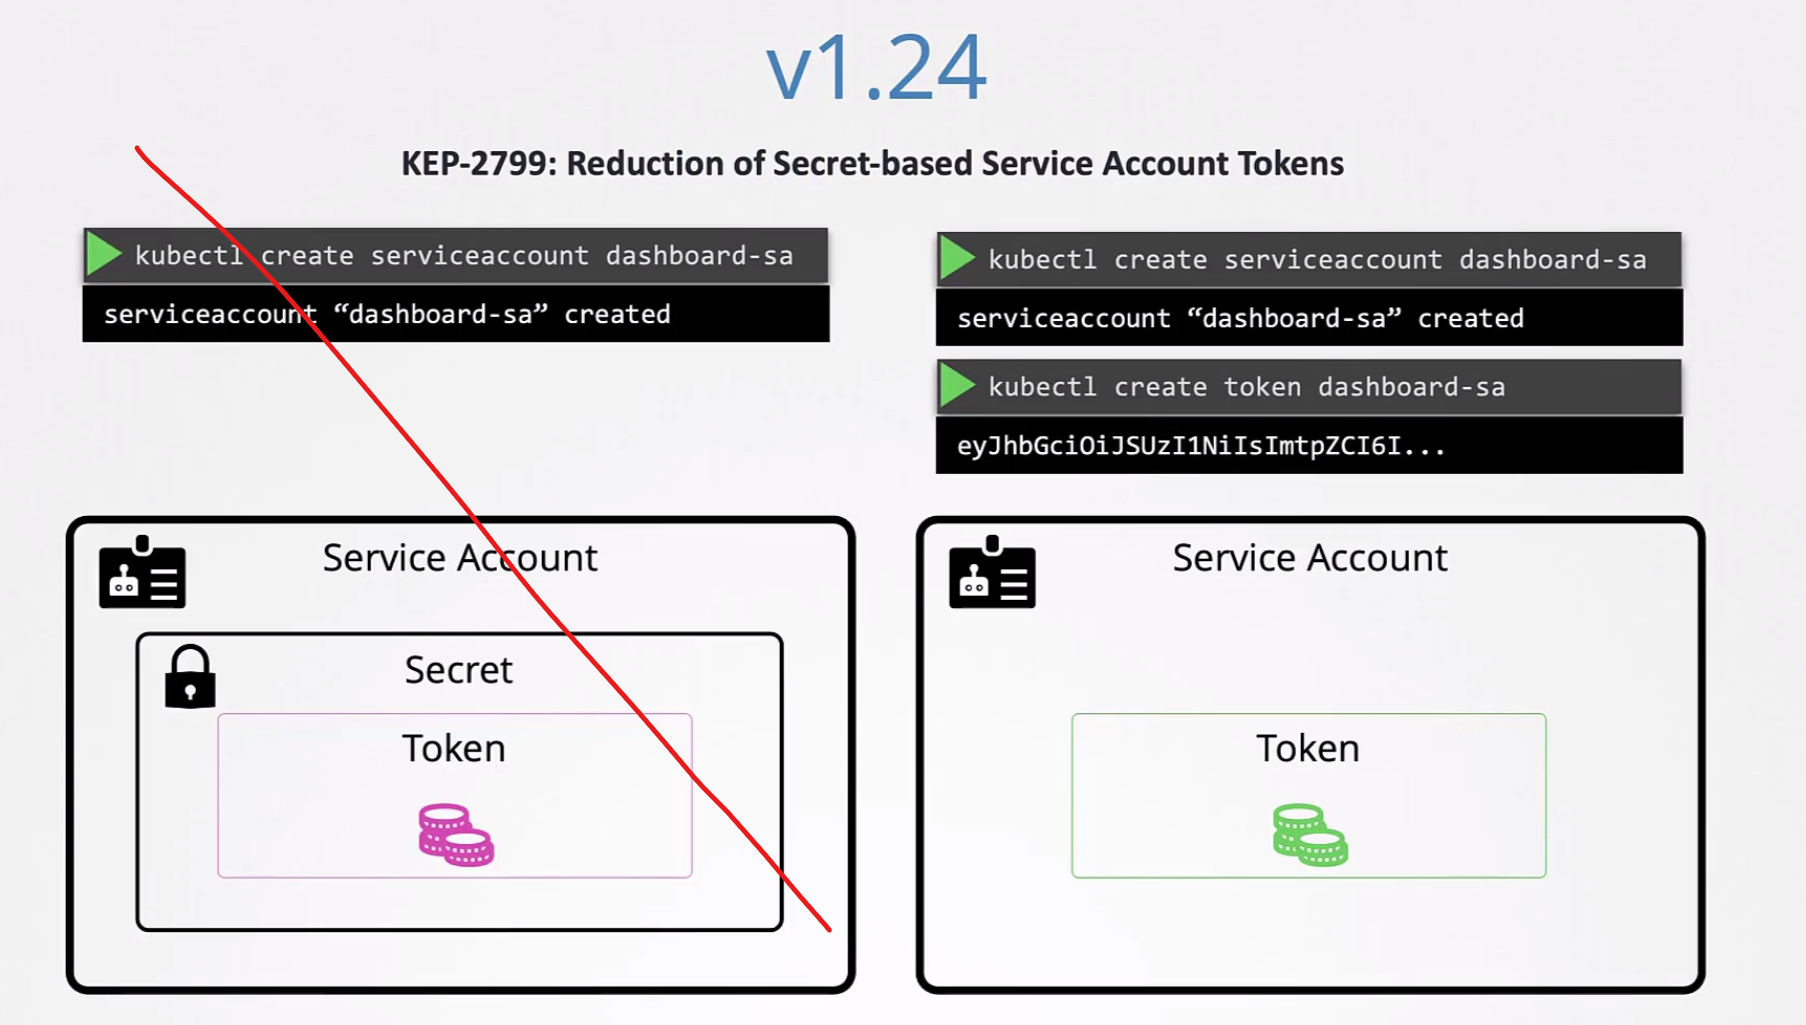 v1.24
KEP-2799: Reduction of Secret-based Service Account Tokens
kubectl create serviceaccount dashboard-sa
serviceaccount “dashboard-sa” created
kubectl create serviceaccount dashboard-sa
serviceaccount “dashboard-sa” created
kubectl create token dashboard-sa
eyJhbGciOiJSUzI1NiIsImtpZCI6I...
Service Account
Secret
Token
Service Account
Token